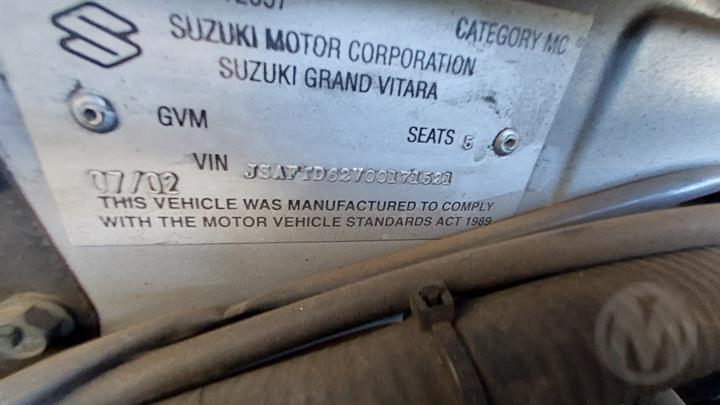 CATEGORY MC
SUZUKI MOTOR CORPORATION
SUZUKI GRAND VITARA
GVM
SEATS 5
VIN JSAFTD62V00171521
07/02
THIS VEHICLE WAS MANUFACTURED TO COMPLY
WITH THE MOTOR VEHICLE STANDARDS ACT 1989